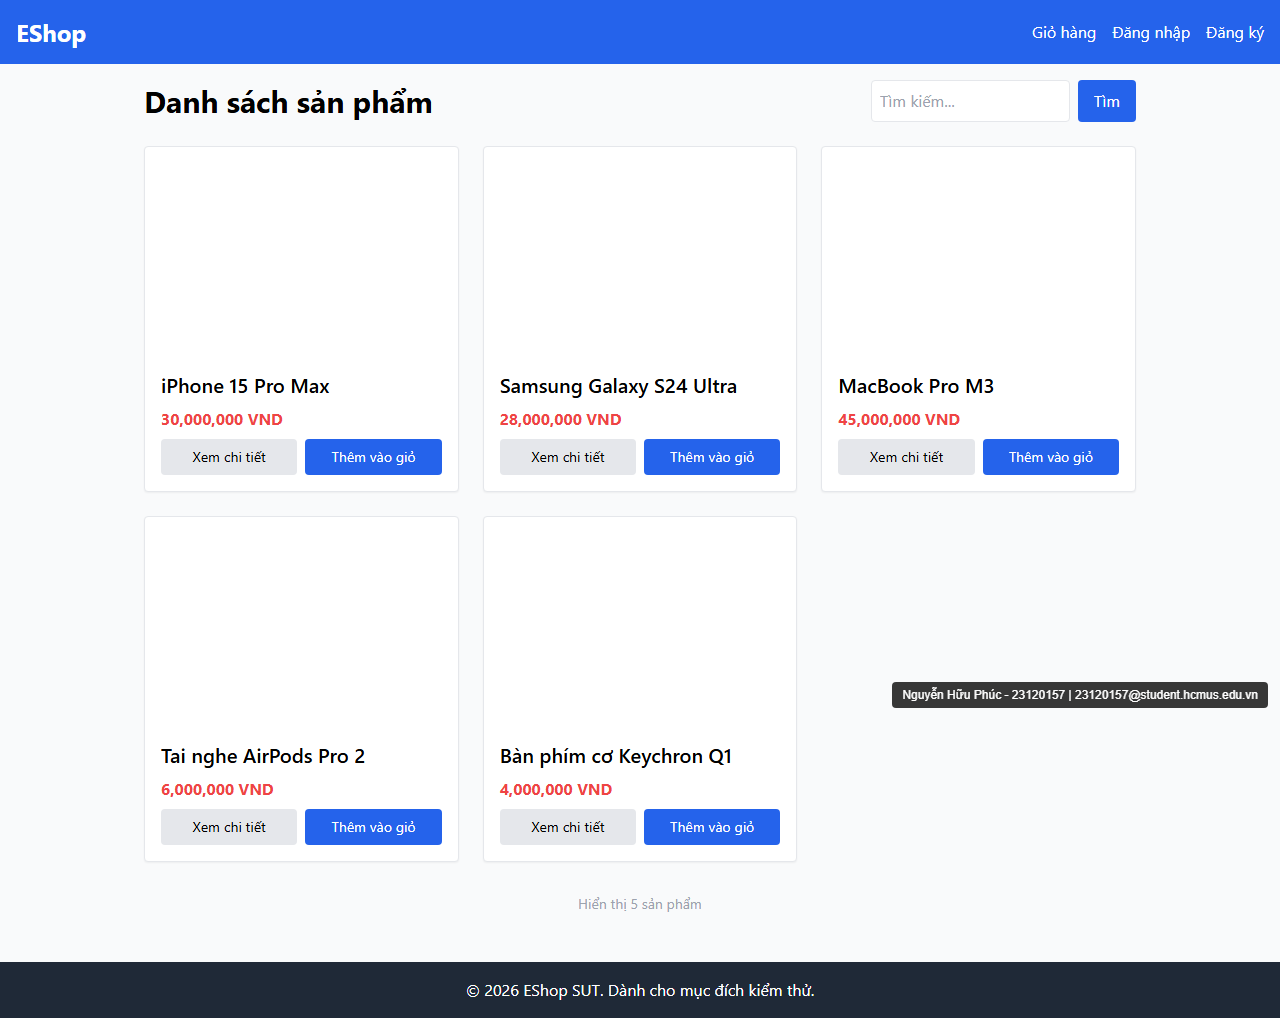 EShop
Giỏ hàng
Đăng nhập
Đăng ký
Danh sách sản phẩm
Tìm kiếm...
Tìm
iPhone 15 Pro Max
30,000,000 VND
Xem chi tiết
Thêm vào giỏ
Samsung Galaxy S24 Ultra
28,000,000 VND
Xem chi tiết
Thêm vào giỏ
MacBook Pro M3
45,000,000 VND
Xem chi tiết
Thêm vào giỏ
Tai nghe AirPods Pro 2
6,000,000 VND
Xem chi tiết
Thêm vào giỏ
Bàn phím cơ Keychron Q1
4,000,000 VND
Xem chi tiết
Thêm vào giỏ
Nguyễn Hữu Phúc - 23120157 | 23120157@student.hcmus.edu.vn
Hiển thị 5 sản phẩm
© 2026 EShop SUT. Dành cho mục đích kiểm thử.